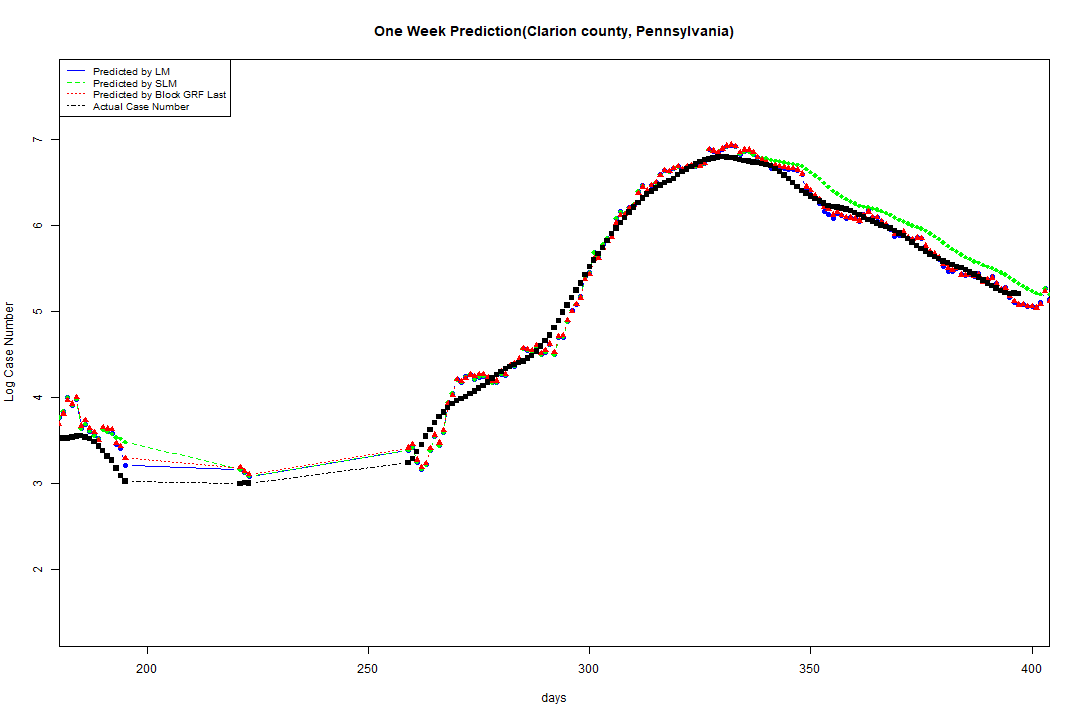 One Week Prediction(Clarion county, Pennsylvania)
Predicted by LM
Predicted by SLM
Predicted by Block GRF Last
Actual Case Number
7
6
5
4
3
2
Log Case Number
200 250 300 350 400
days